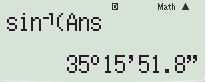 D Math ▲
sin⁻¹(Ans
35°15’51.8”